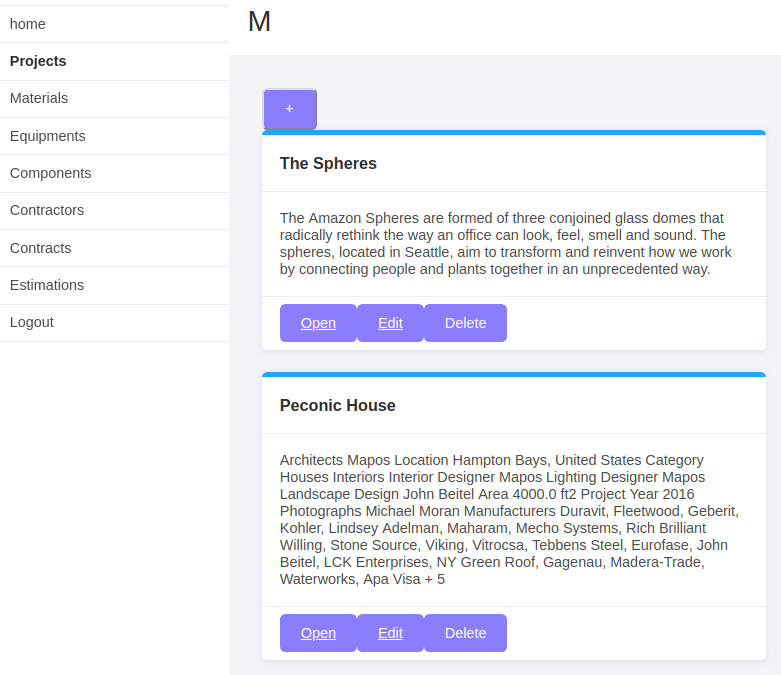 home
Projects
Materials
Equipments
Components
Contractors
Contracts
Estimations
Logout
M
+
The Spheres
The Amazon Spheres are formed of three conjoined glass domes that
radically rethink the way an office can look, feel, smell and sound. The
spheres, located in Seattle, aim to transform and reinvent how we work
by connecting people and plants together in an unprecedented way.
Open Edit Delete
Peconic House
Architects Mapos Location Hampton Bays, United States Category
Houses Interiors Interior Designer Mapos Lighting Designer Mapos
Landscape Design John Beitel Area 4000.0 ft2 Project Year 2016
Photographs Michael Moran Manufacturers Duravit, Fleetwood, Geberit,
Kohler, Lindsey Adelman, Maharam, Mecho Systems, Rich Brilliant
Willing, Stone Source, Viking, Vitrocsa, Tebbens Steel, Eurofase, John
Beitel, LCK Enterprises, NY Green Roof, Gagenau, Madera-Trade,
Waterworks, Apa Visa + 5
Open Edit Delete